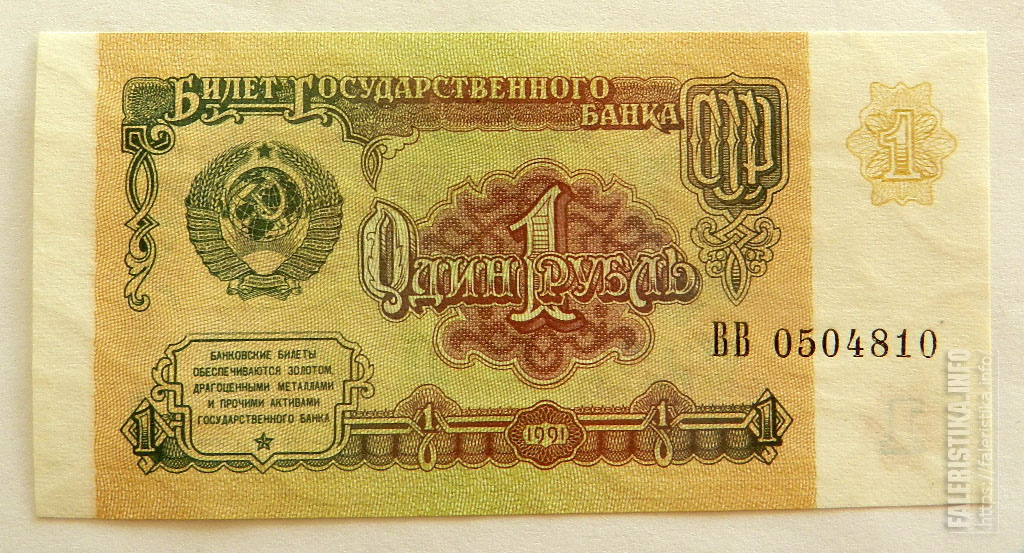 Билет Государственного
банка
СССР
1
Один 1 рубль
ВВ 0504810
Банковские билеты
обеспечиваются золотом,
драгоценными металлами
и прочими активами
Государственного банка
1
1
1991
1
1
FALERISTIKA.INFO
https://faleristika.info